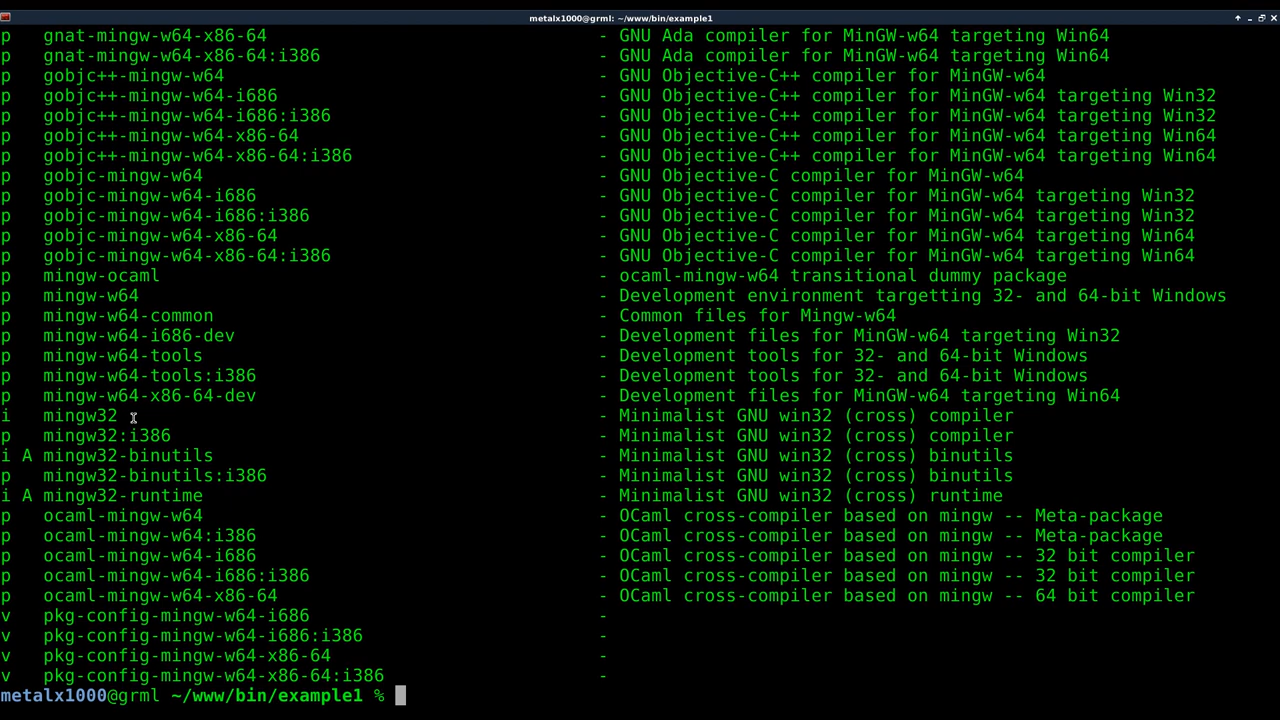 metalx1000@grml: ~/www/bin/example1
p   gnat-mingw-w64-x86-64 - GNU Ada compiler for MinGW-w64 targeting Win64
p   gnat-mingw-w64-x86-64:i386 - GNU Ada compiler for MinGW-w64 targeting Win64
p   gobjc++-mingw-w64 - GNU Objective-C++ compiler for MinGW-w64
p   gobjc++-mingw-w64-i686 - GNU Objective-C++ compiler for MinGW-w64 targeting Win32
p   gobjc++-mingw-w64-i686:i386 - GNU Objective-C++ compiler for MinGW-w64 targeting Win32
p   gobjc++-mingw-w64-x86-64 - GNU Objective-C++ compiler for MinGW-w64 targeting Win64
p   gobjc++-mingw-w64-x86-64:i386 - GNU Objective-C++ compiler for MinGW-w64 targeting Win64
p   gobjc-mingw-w64 - GNU Objective-C compiler for MinGW-w64
p   gobjc-mingw-w64-i686 - GNU Objective-C compiler for MinGW-w64 targeting Win32
p   gobjc-mingw-w64-i686:i386 - GNU Objective-C compiler for MinGW-w64 targeting Win32
p   gobjc-mingw-w64-x86-64 - GNU Objective-C compiler for MinGW-w64 targeting Win64
p   gobjc-mingw-w64-x86-64:i386 - GNU Objective-C compiler for MinGW-w64 targeting Win64
p   mingw-ocaml - ocaml-mingw-w64 transitional dummy package
p   mingw-w64 - Development environment targetting 32- and 64-bit Windows
p   mingw-w64-common - Common files for Mingw-w64
p   mingw-w64-i686-dev - Development files for MinGW-w64 targeting Win32
p   mingw-w64-tools - Development tools for 32- and 64-bit Windows
p   mingw-w64-tools:i386 - Development tools for 32- and 64-bit Windows
p   mingw-w64-x86-64-dev - Development files for MinGW-w64 targeting Win64
i   mingw32 - Minimalist GNU win32 (cross) compiler
p   mingw32:i386 - Minimalist GNU win32 (cross) compiler
i A mingw32-binutils - Minimalist GNU win32 (cross) binutils
p   mingw32-binutils:i386 - Minimalist GNU win32 (cross) binutils
i A mingw32-runtime - Minimalist GNU win32 (cross) runtime
p   ocaml-mingw-w64 - OCaml cross-compiler based on mingw -- Meta-package
p   ocaml-mingw-w64:i386 - OCaml cross-compiler based on mingw -- Meta-package
p   ocaml-mingw-w64-i686 - OCaml cross-compiler based on mingw -- 32 bit compiler
p   ocaml-mingw-w64-i686:i386 - OCaml cross-compiler based on mingw -- 32 bit compiler
p   ocaml-mingw-w64-x86-64 - OCaml cross-compiler based on mingw -- 64 bit compiler
v   pkg-config-mingw-w64-i686 -
v   pkg-config-mingw-w64-i686:i386 -
v   pkg-config-mingw-w64-x86-64 -
v   pkg-config-mingw-w64-x86-64:i386 -
metalx1000@grml ~/www/bin/example1 %